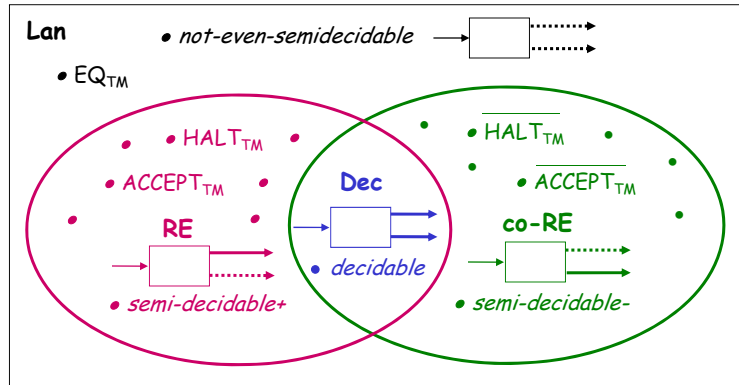 Lan
not-even-semidecidable
EQTM
HALTTM
HALTTM
ACCEPTTM
Dec
ACCEPTTM
RE
co-RE
decidable
semi-decidable+
semi-decidable-